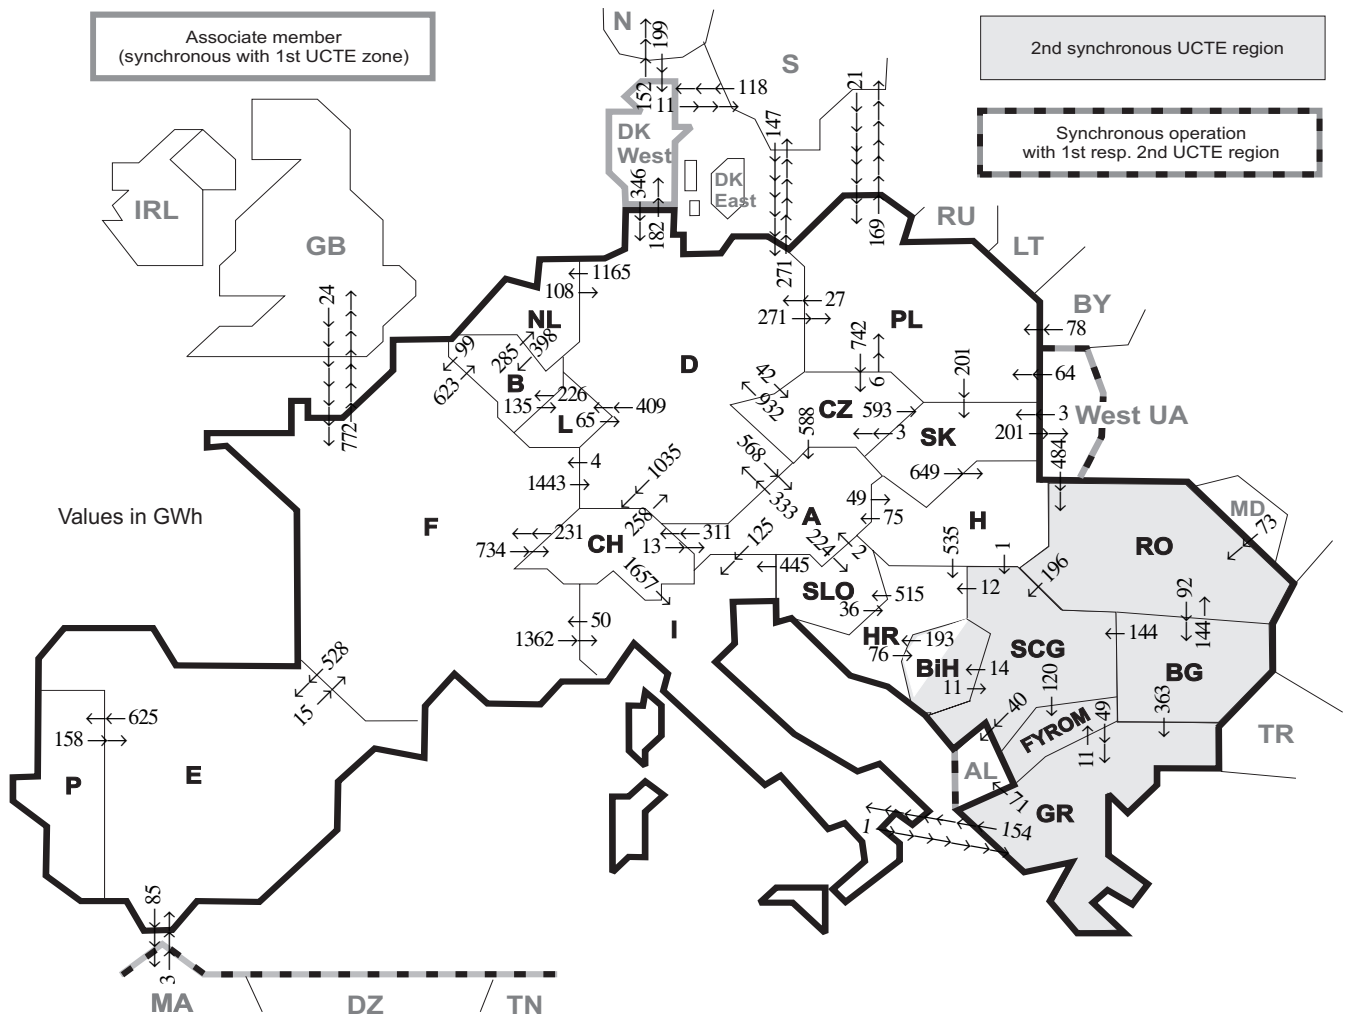 Associate member
(synchronous with 1st UCTE zone)
N
199
S
2nd synchronous UCTE region
152
11
118
21
147
Synchronous operation
with 1st resp. 2nd UCTE region
DK
West
DK
East
IRL
GB
346
182
169
RU
LT
271
24
1165
108
BY
27
271
PL
78
NL
99
285
398
742
6
201
64
623
B
D
42
932
226
135
L
65
409
CZ
593
588
3
SK
3
201
West UA
772
484
4
1443
1035
258
568
333
649
49
75
Values in GWh
F
231
734
CH
311
13
125
A
224
2
H
535
1
MD
73
RO
1657
445
SLO
36
515
12
196
92
144
50
1362
I
HR
76
193
BiH
14
11
SCG
144
BG
528
15
120
40
363
49
11
FYROM
TR
625
158
P
E
AL
71
GR
1
154
85
3
MA
DZ
TN